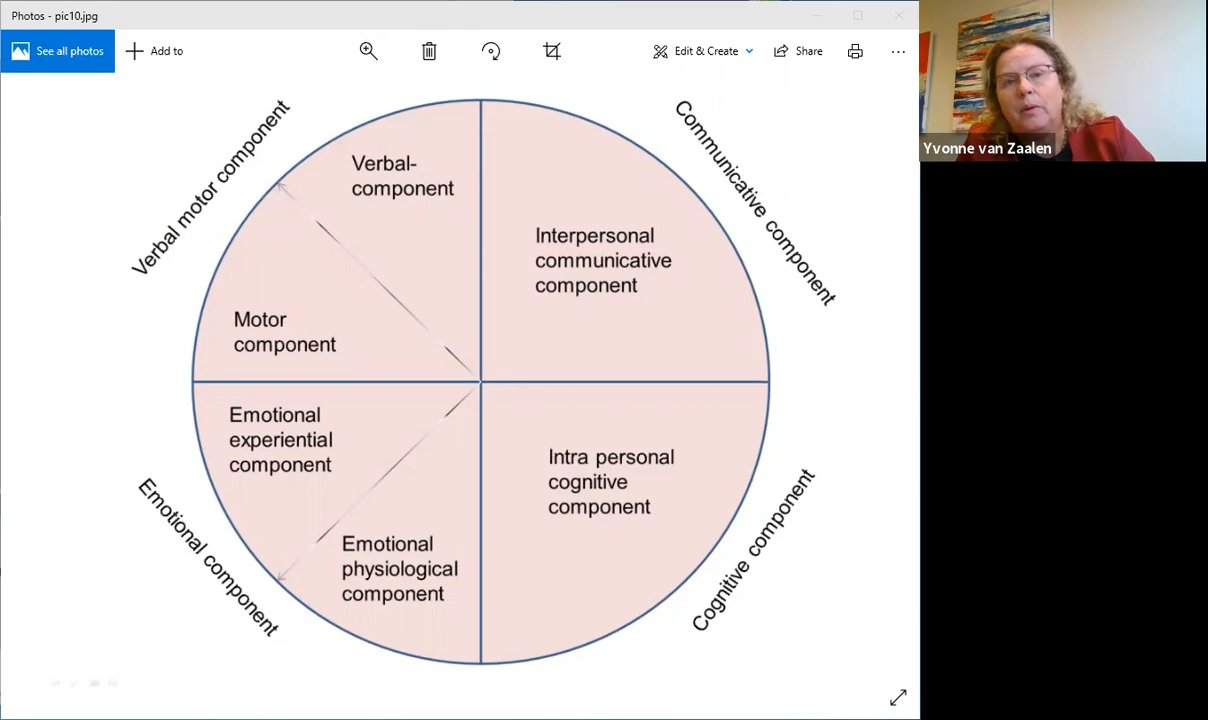 Photos - pic10.jpg
See all photos
Add to
Edit & Create
Share
Yvonne van Zaalen
Verbal motor component
Verbal-
component
Motor
component
Communicative component
Interpersonal
communicative
component
Emotional
experiential
component
Emotional
physiological
component
Emotional component
Intra personal
cognitive
component
Cognitive component